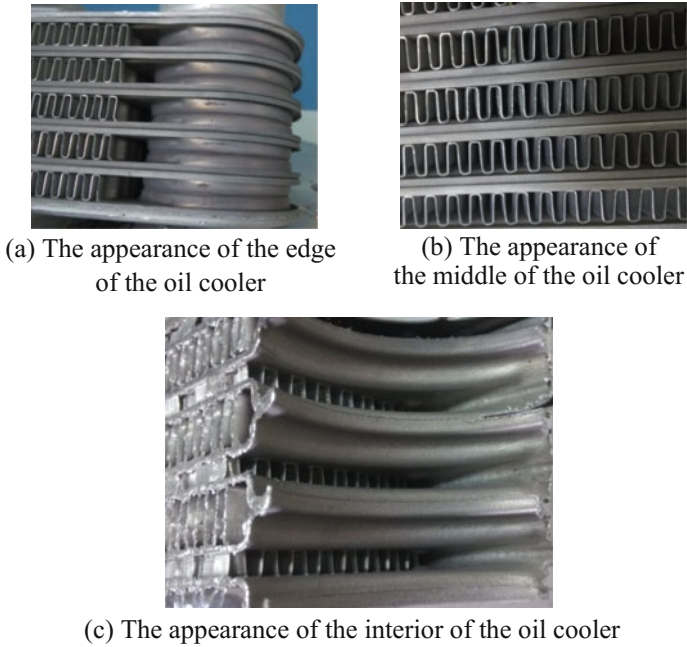 (a) The appearance of the edge
of the oil cooler
(b) The appearance of
the middle of the oil cooler
(c) The appearance of the interior of the oil cooler